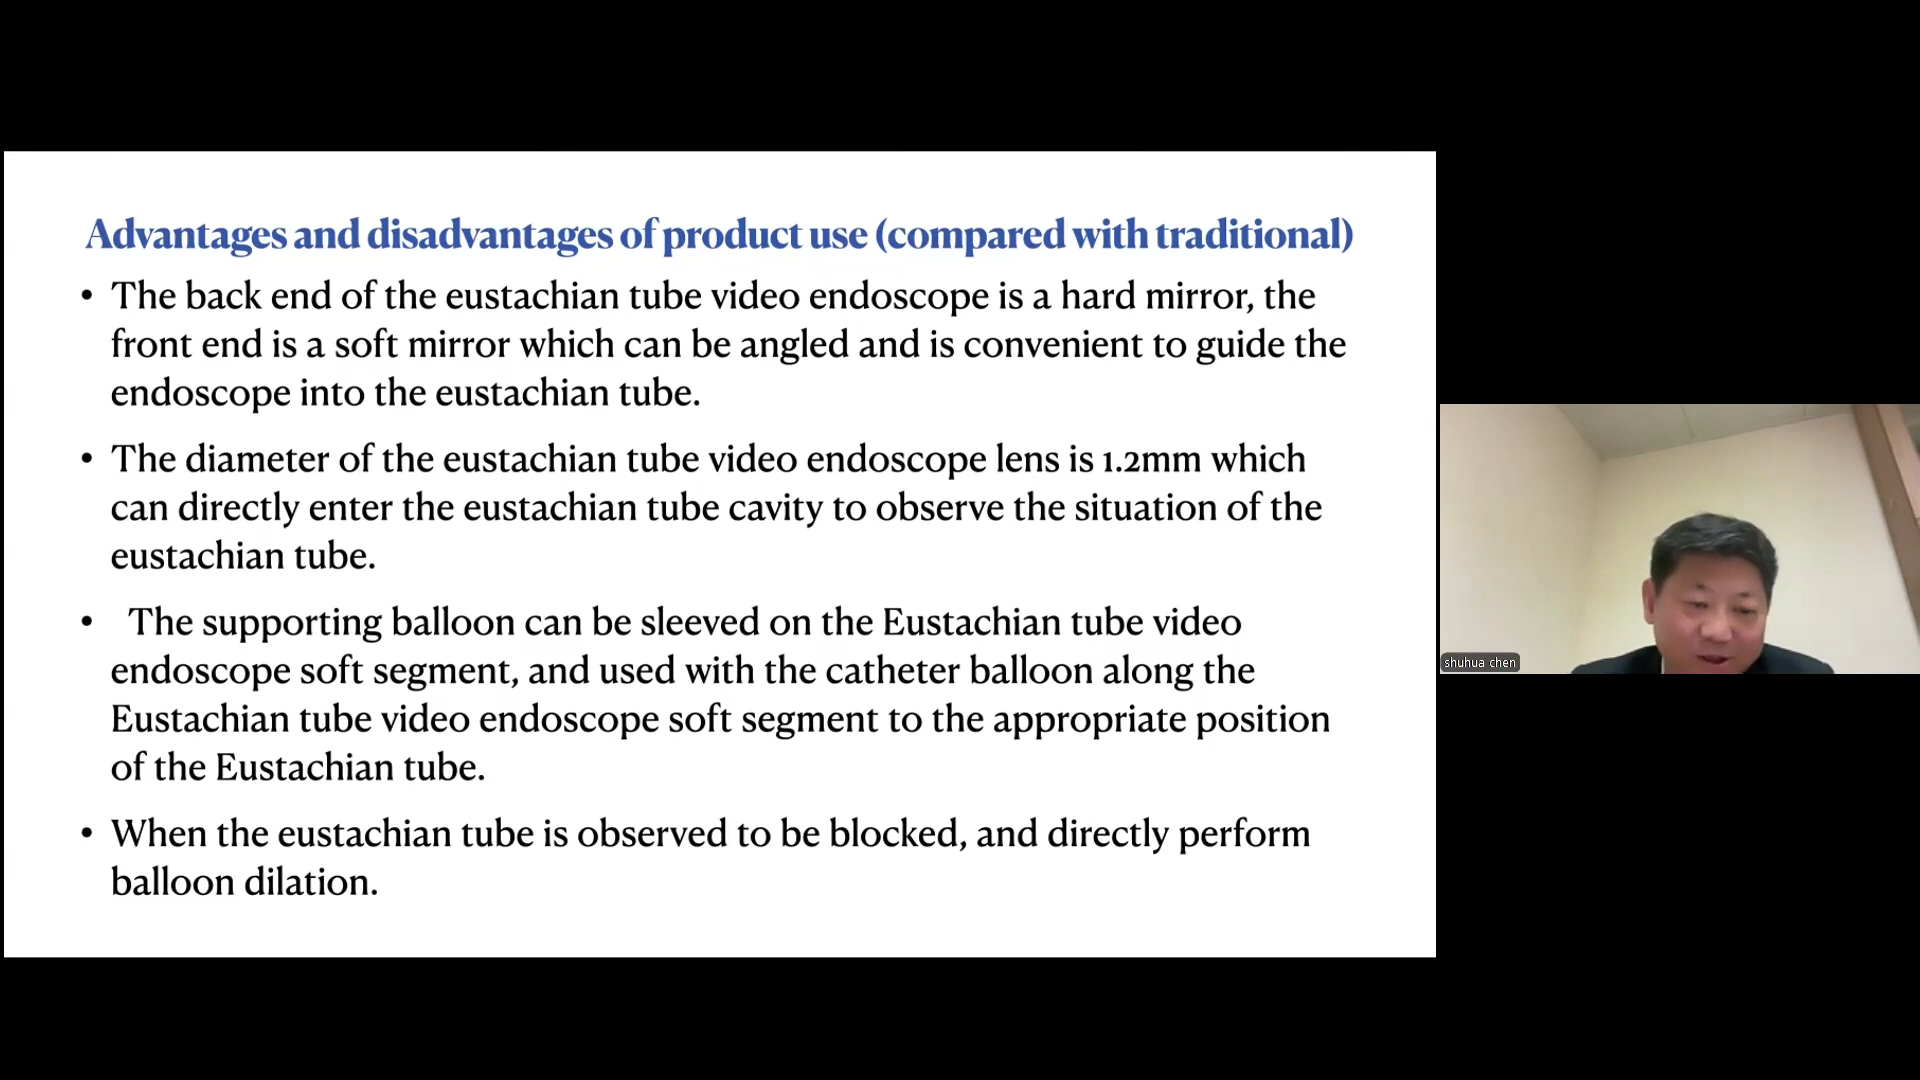 Advantages and disadvantages of product use (compared with traditional)
• The back end of the eustachian tube video endoscope is a hard mirror, the
front end is a soft mirror which can be angled and is convenient to guide the
endoscope into the eustachian tube.
• The diameter of the eustachian tube video endoscope lens is 1.2mm which
can directly enter the eustachian tube cavity to observe the situation of the
eustachian tube.
• The supporting balloon can be sleeved on the Eustachian tube video
endoscope soft segment, and used with the catheter balloon along the
Eustachian tube video endoscope soft segment to the appropriate position
of the Eustachian tube.
• When the eustachian tube is observed to be blocked, and directly perform
balloon dilation.
shuhua chen